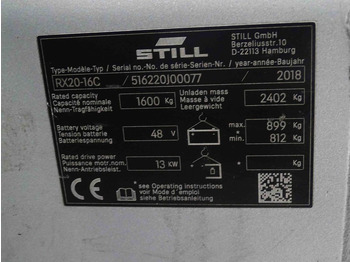 STILL
STILL GmbH
Berzeliusstr.10
D-22113 Hamburg
Type-Modèle-Typ / Serial no.-No. de série-Serien-Nr. / year-année-Baujahr
RX20-16C / 516220J00077 / 2018
Rated capacity
Capacité nominale
Nenn-Tragfähigkeit
1600 Kg
Unladen mass
Masse à vide
Leergewicht
2402 Kg
Battery voltage
Tension batterie
Batteriespannung
48 V
max. 899 Kg
*
min. 812 Kg
Rated drive power
Puissance motr.nom.
Nenn-Antriebsleist.
13 KW
* Kg
CE
see Operating instructions
voir Mode d'emploi
siehe Betriebsanleitung